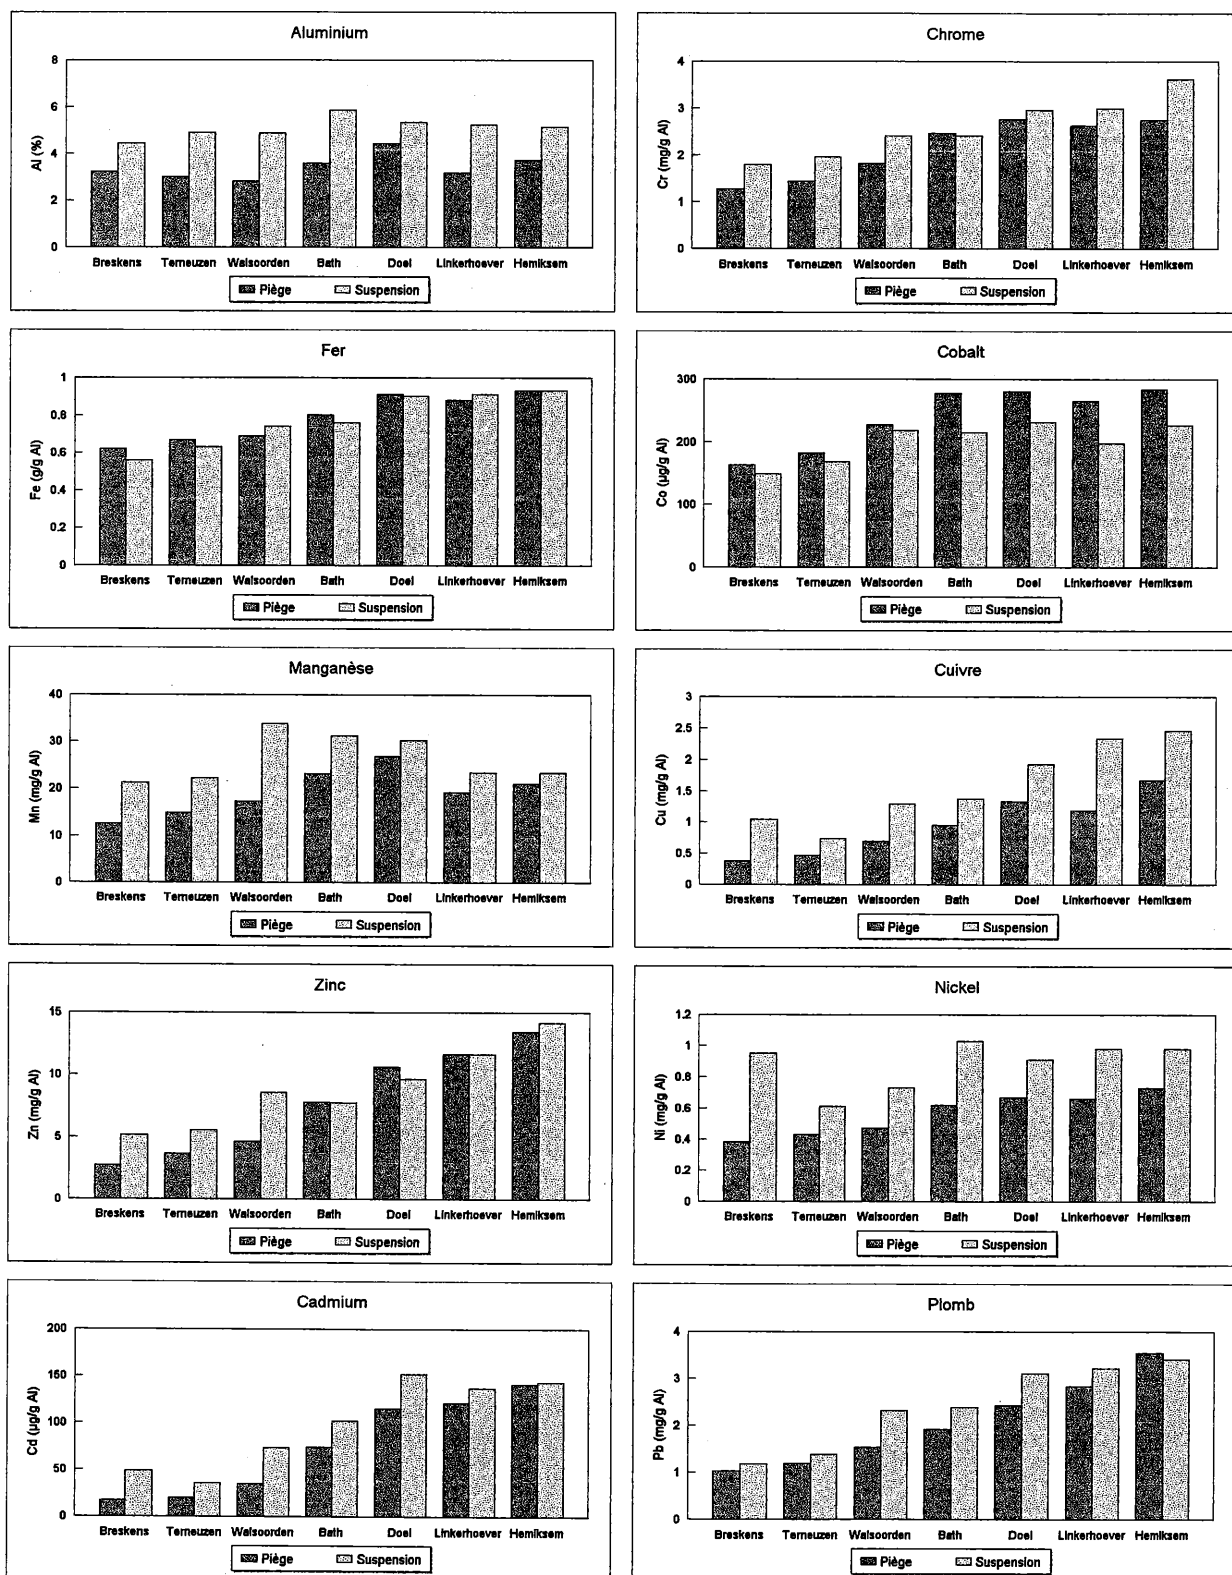 Aluminium
8
6
4
2
0
Al (%)
Breskens Terneuzen Walsoorden Bath Doel Linkerhoever Hemiksem
Piège Suspension
Chrome
4
3
2
1
0
Cr (mg/g Al)
Breskens Terneuzen Walsoorden Bath Doel Linkerhoever Hemiksem
Piège Suspension
Fer
1
0.8
0.6
0.4
0.2
0
Fe (g/g Al)
Breskens Terneuzen Walsoorden Bath Doel Linkerhoever Hemiksem
Piège Suspension
Cobalt
300
200
100
0
Co (µg/g Al)
Breskens Terneuzen Walsoorden Bath Doel Linkerhoever Hemiksem
Piège Suspension
Manganèse
40
30
20
10
0
Mn (mg/g Al)
Breskens Terneuzen Walsoorden Bath Doel Linkerhoever Hemiksem
Piège Suspension
Cuivre
3
2.5
2
1.5
1
0.5
0
Cu (mg/g Al)
Breskens Terneuzen Walsoorden Bath Doel Linkerhoever Hemiksem
Piège Suspension
Zinc
15
10
5
0
Zn (mg/g Al)
Breskens Terneuzen Walsoorden Bath Doel Linkerhoever Hemiksem
Piège Suspension
Nickel
1.2
1
0.8
0.6
0.4
0.2
0
Ni (mg/g Al)
Breskens Terneuzen Walsoorden Bath Doel Linkerhoever Hemiksem
Piège Suspension
Cadmium
200
150
100
50
0
Cd (µg/g Al)
Breskens Terneuzen Walsoorden Bath Doel Linkerhoever Hemiksem
Piège Suspension
Plomb
4
3
2
1
0
Pb (mg/g Al)
Breskens Terneuzen Walsoorden Bath Doel Linkerhoever Hemiksem
Piège Suspension